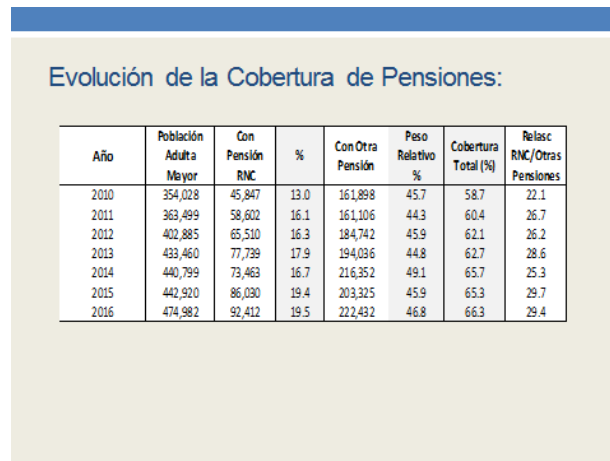 Evolución de la Cobertura de Pensiones:
Año Población Adulta Mayor Con Pensión RNC % Con Otra Pensión Peso Relativo % Cobertura Total (%) Relasc RNC/Otras Pensiones
2010 354,028 45,847 13.0 161,898 45.7 58.7 22.1
2011 363,499 58,602 16.1 161,106 44.3 60.4 26.7
2012 402,885 65,510 16.3 184,742 45.9 62.1 26.2
2013 433,460 77,739 17.9 194,036 44.8 62.7 28.6
2014 440,799 73,463 16.7 216,352 49.1 65.7 25.3
2015 442,920 86,030 19.4 203,325 45.9 65.3 29.7
2016 474,982 92,412 19.5 222,432 46.8 66.3 29.4